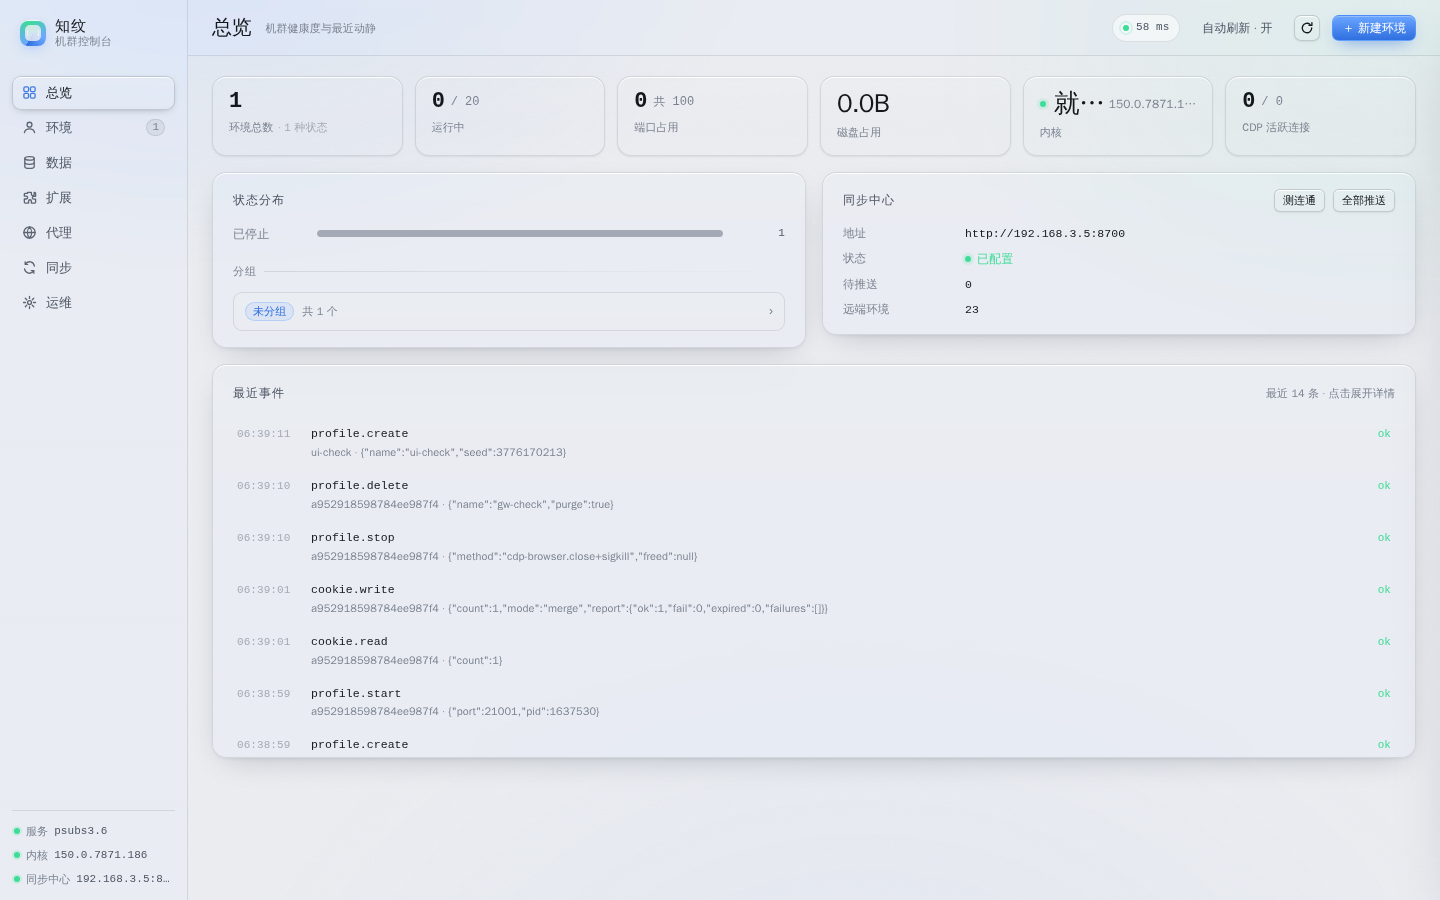 知纹
机群控制台
总览
环境 1
数据
扩展
代理
同步
运维
服务 psubs3.6
内核 150.0.7871.186
同步中心 192.168.3.5:8…
总览 机群健康度与最近动静
58 ms
自动刷新 · 开
+ 新建环境
1
环境总数 · 1 种状态
0 / 20
运行中
0 共 100
端口占用
0.0B
磁盘占用
就… 150.0.7871.1…
内核
0 / 0
CDP 活跃连接
状态分布
已停止 1
分组
未分组 共 1 个 ›
同步中心 测连通 全部推送
地址 http://192.168.3.5:8700
状态 已配置
待推送 0
远端环境 23
最近事件 最近 14 条 · 点击展开详情
06:39:11 profile.create ok
ui-check · {"name":"ui-check","seed":3776170213}
06:39:10 profile.delete ok
a952918598784ee987f4 · {"name":"gw-check","purge":true}
06:39:10 profile.stop ok
a952918598784ee987f4 · {"method":"cdp-browser.close+sigkill","freed":null}
06:39:01 cookie.write ok
a952918598784ee987f4 · {"count":1,"mode":"merge","report":{"ok":1,"fail":0,"expired":0,"failures":[]}}
06:39:01 cookie.read ok
a952918598784ee987f4 · {"count":1}
06:38:59 profile.start ok
a952918598784ee987f4 · {"port":21001,"pid":1637530}
06:38:59 profile.create ok